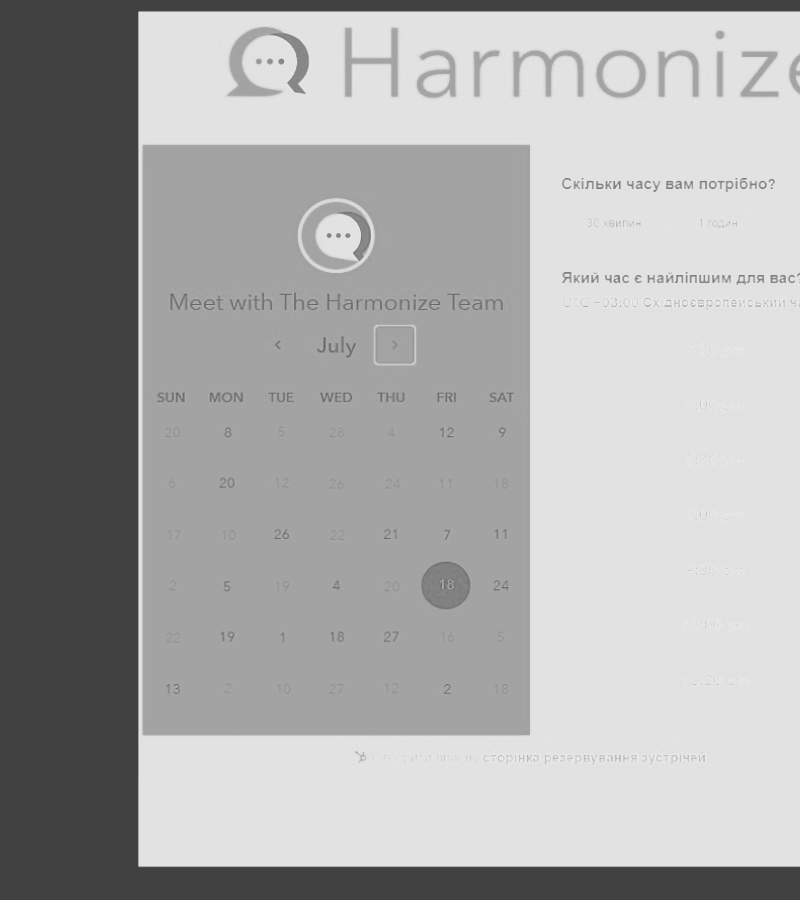 Harmonize
Meet with The Harmonize Team
July
SUN MON TUE WED THU FRI SAT
20 8 5 28 4 12 9
6 20 12 26 24 11 18
17 10 26 22 21 7 11
2 5 19 4 20 18 24
22 19 1 18 27 16 5
13 2 10 27 12 2 18
Скільки часу вам потрібно?
30 хвилин 1 годин
Який час є найліпшим для вас?
UTC +03:00 Східноєвропейський
сторінка резервування зустрічей